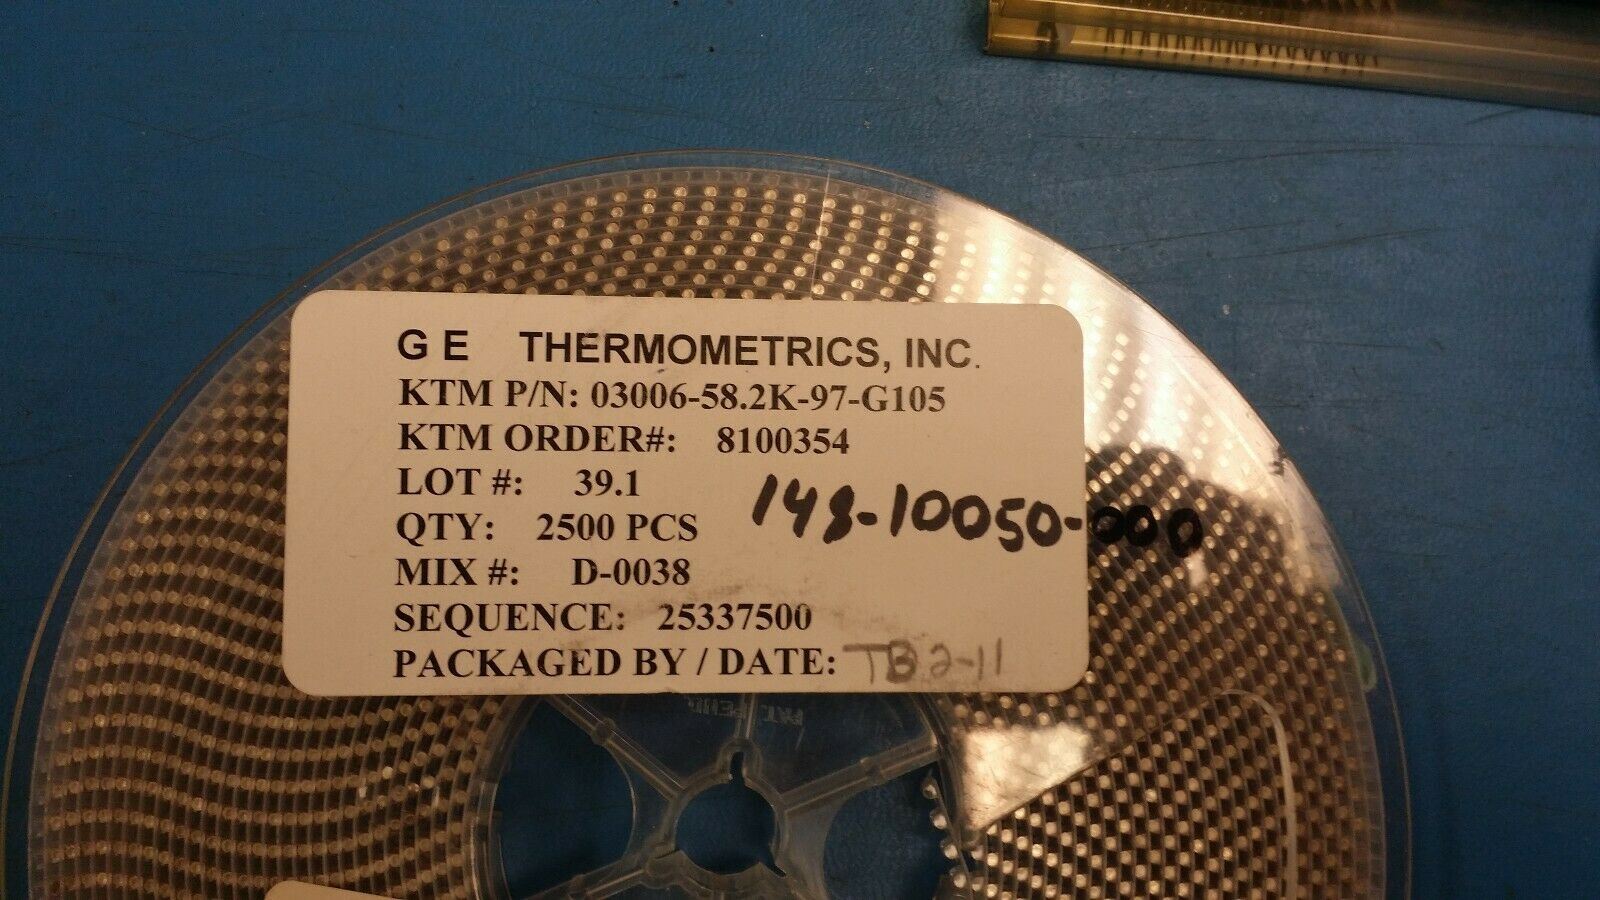 G E THERMOMETRICS, INC.
KTM P/N: 03006-58.2K-97-G105
KTM ORDER#: 8100354
LOT #: 39.1
148-10050-000
QTY: 2500 PCS
MIX #: D-0038
SEQUENCE: 25337500
PACKAGED BY / DATE: TB 2-11